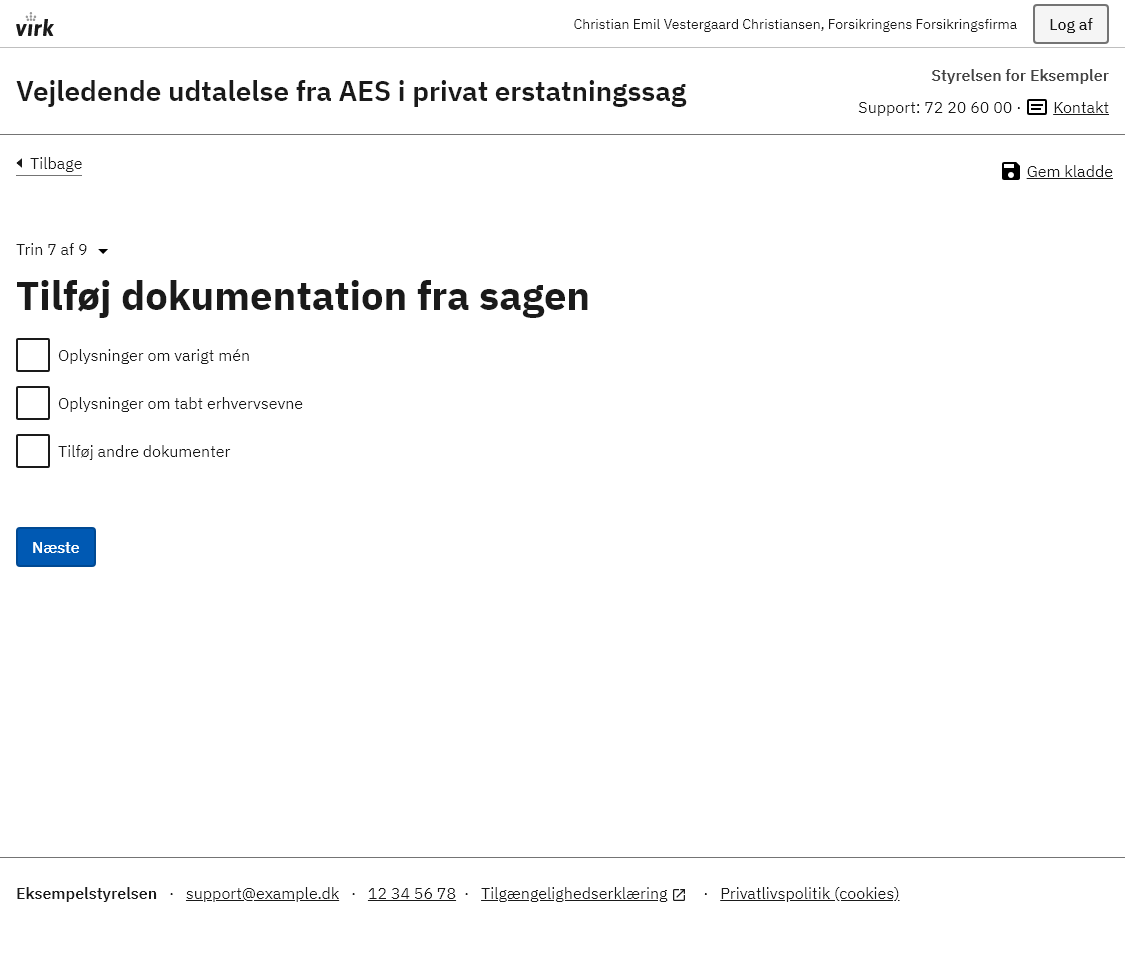 virk
Christian Emil Vestergaard Christiansen, Forsikringens Forsikringsfirma
Log af
Vejledende udtalelse fra AES i privat erstatningssag
Styrelsen for Eksempler
Support: 72 20 60 00 · Kontakt
Tilbage
Gem kladde
Trin 7 af 9
Tilføj dokumentation fra sagen
Oplysninger om varigt mén
Oplysninger om tabt erhvervsevne
Tilføj andre dokumenter
Næste
Eksempelstyrelsen · support@example.dk · 12 34 56 78 · Tilgængelighedserklæring · Privatlivspolitik (cookies)